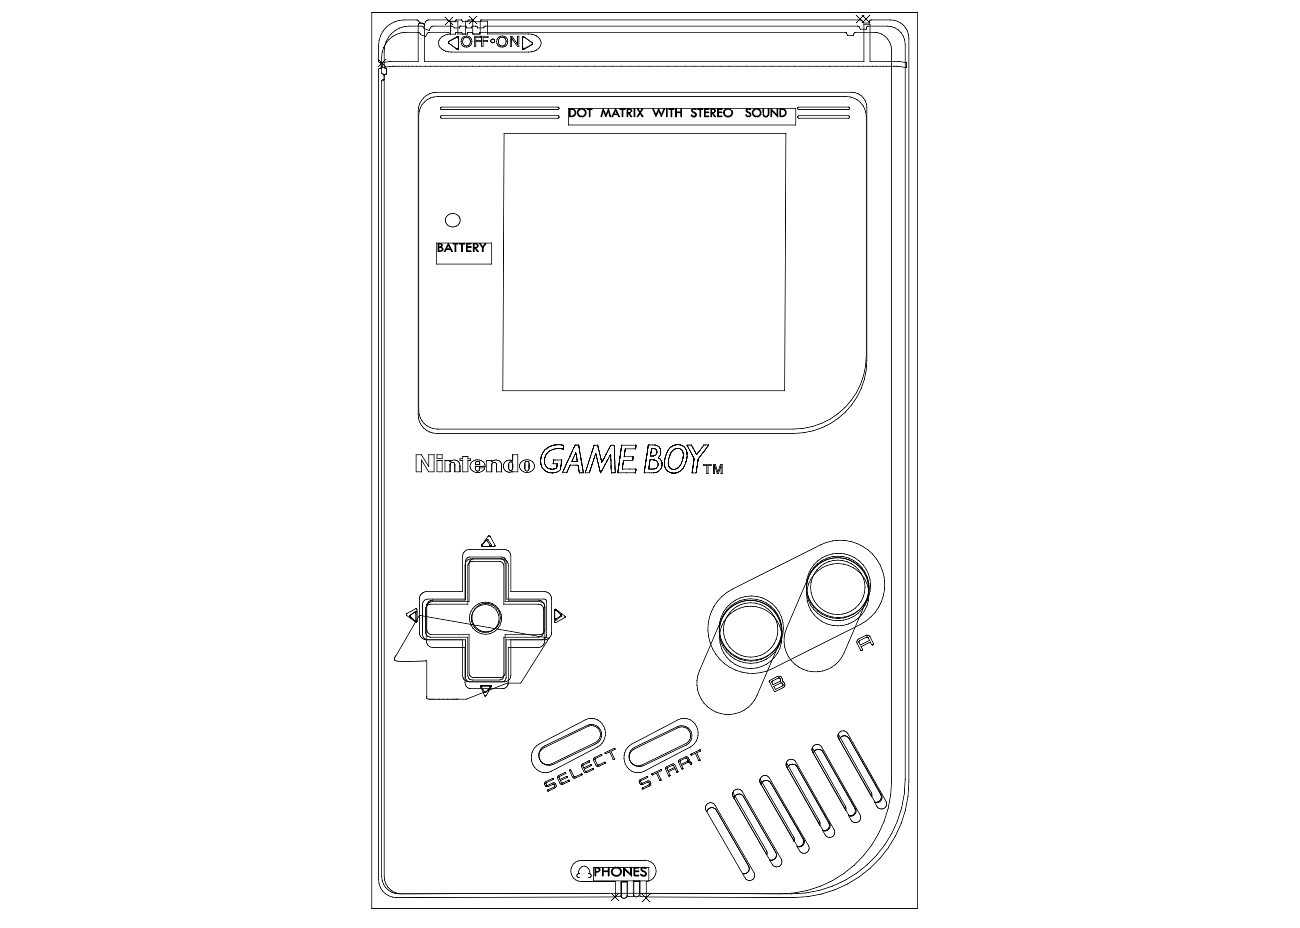 OFF•ON
DOT MATRIX WITH STEREO SOUND
BATTERY
Nintendo GAME BOY TM
A
B
SELECT
START
PHONES